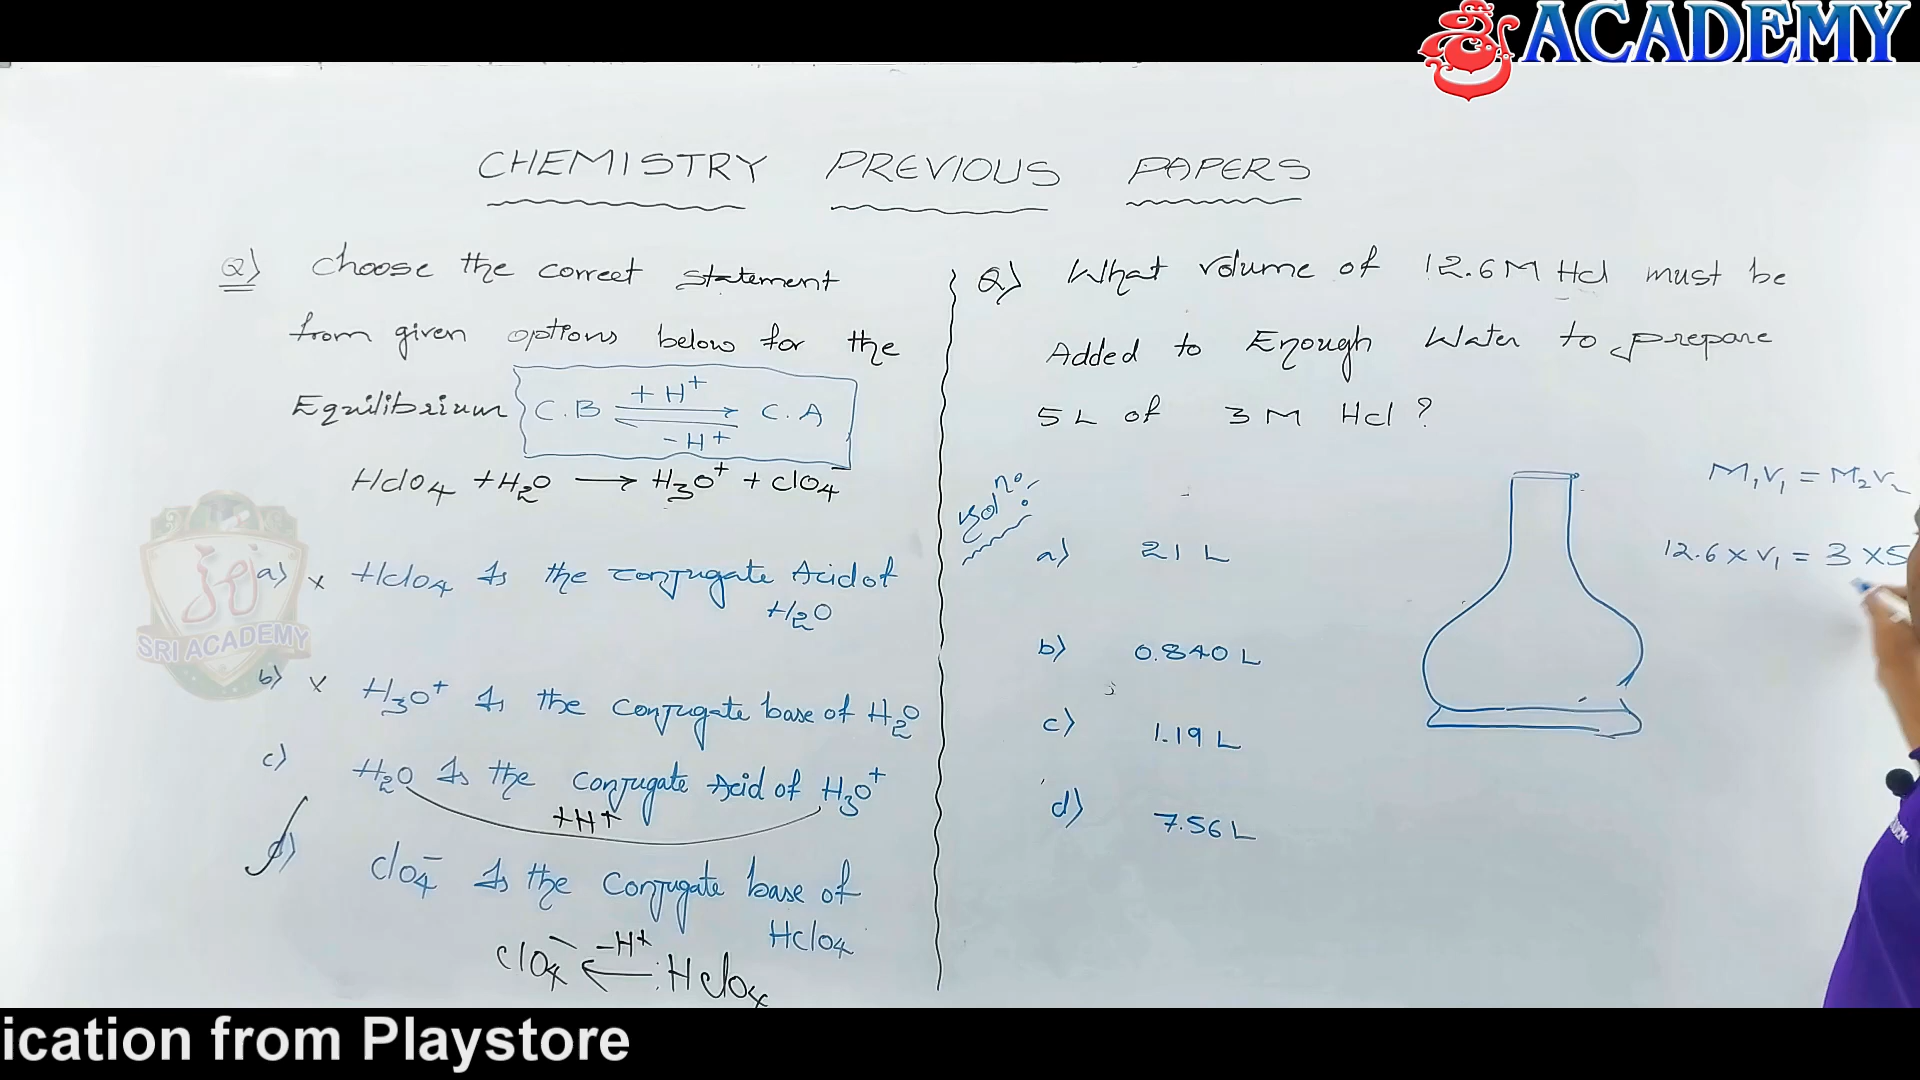 ACADEMY
CHEMISTRY PREVIOUS PAPERS
Q) Choose the correct statement
from given options below for the
Equilibrium
C.B +H⁺ ⇌ -H⁺ C.A
HClO₄ + H₂O ⟶ H₃O⁺ + ClO₄⁻
a) x HClO₄ Is the conjugate Acid of
H₂O
b) x H₃O⁺ Is the conjugate base of H₂O
c) H₂O Is the conjugate Acid of H₃O⁺
+H⁺
d) ClO₄⁻ Is the conjugate base of
HClO₄
ClO₄⁻ ⟵ -H⁺ HClO₄
Q) What volume of 12.6 M HCl must be
Added to Enough Water to prepare
5 L of 3 M HCl ?
soln:
a) 21 L
b) 0.840 L
c) 1.19 L
d) 7.56 L
M₁V₁ = M₂V₂
12.6 × V₁ = 3 × 5
SRI ACADEMY
ication from Playstore